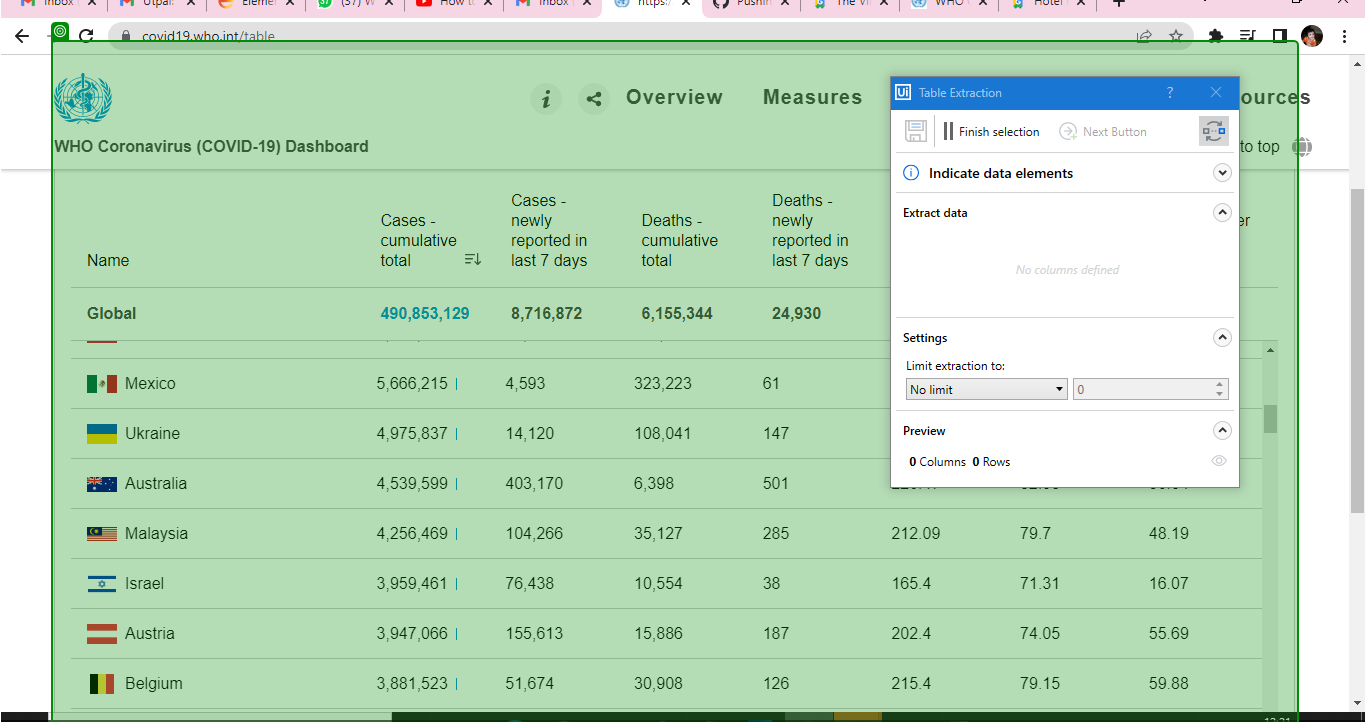 Inbox
Utpal
Eleme
(37) W
How to
Inbox
https:/
Pushin
The Vi
WHO C
Hotel
covid19.who.int/table
Overview Measures ources
WHO Coronavirus (COVID-19) Dashboard
to top
Name
Cases - cumulative total
Cases - newly reported in last 7 days
Deaths - cumulative total
Deaths - newly reported in last 7 days
er
Global 490,853,129 8,716,872 6,155,344 24,930
Mexico 5,666,215 4,593 323,223 61
Ukraine 4,975,837 14,120 108,041 147
Australia 4,539,599 403,170 6,398 501
Malaysia 4,256,469 104,266 35,127 285 212.09 79.7 48.19
Israel 3,959,461 76,438 10,554 38 165.4 71.31 16.07
Austria 3,947,066 155,613 15,886 187 202.4 74.05 55.69
Belgium 3,881,523 51,674 30,908 126 215.4 79.15 59.88
Ui Table Extraction ?
Finish selection Next Button
Indicate data elements
Extract data
No columns defined
Settings
Limit extraction to:
No limit 0
Preview
0 Columns 0 Rows